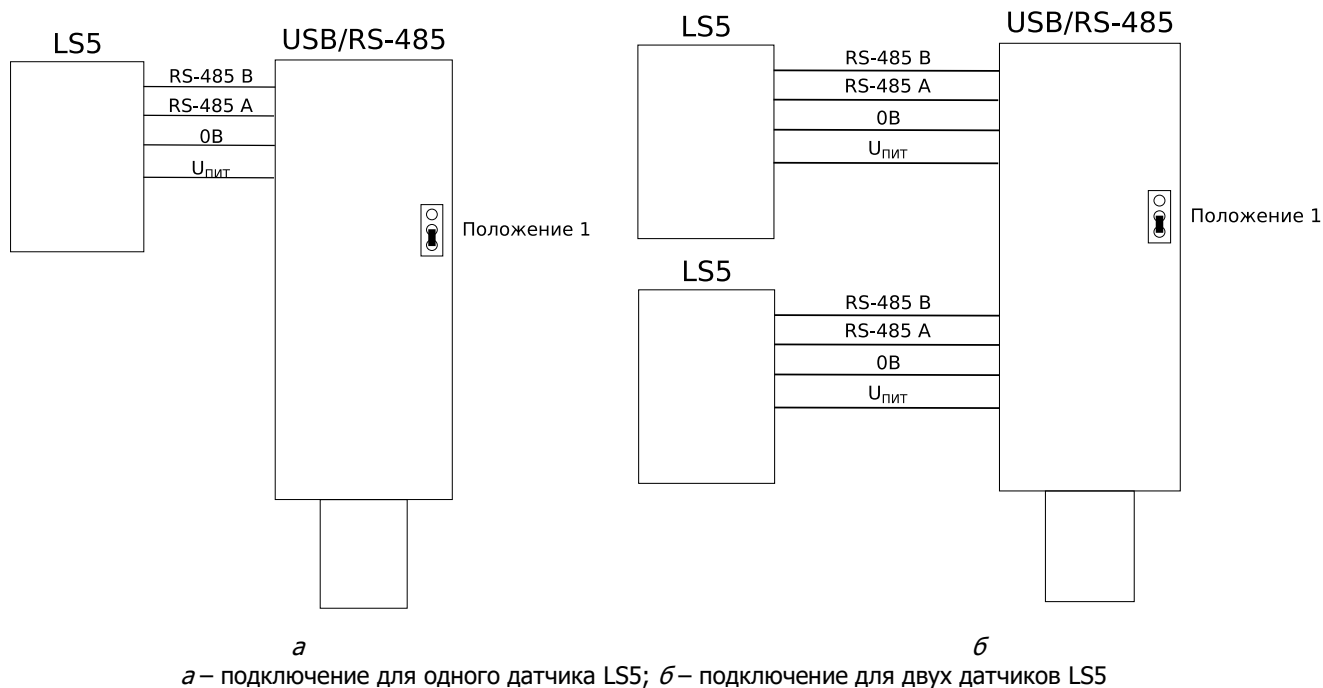 LS5
USB/RS-485
RS-485 B
RS-485 A
0В
Uпит
Положение 1
а
LS5
USB/RS-485
RS-485 B
RS-485 A
0В
Uпит
Положение 1
LS5
RS-485 B
RS-485 A
0В
Uпит
б
а – подключение для одного датчика LS5; б – подключение для двух датчиков LS5